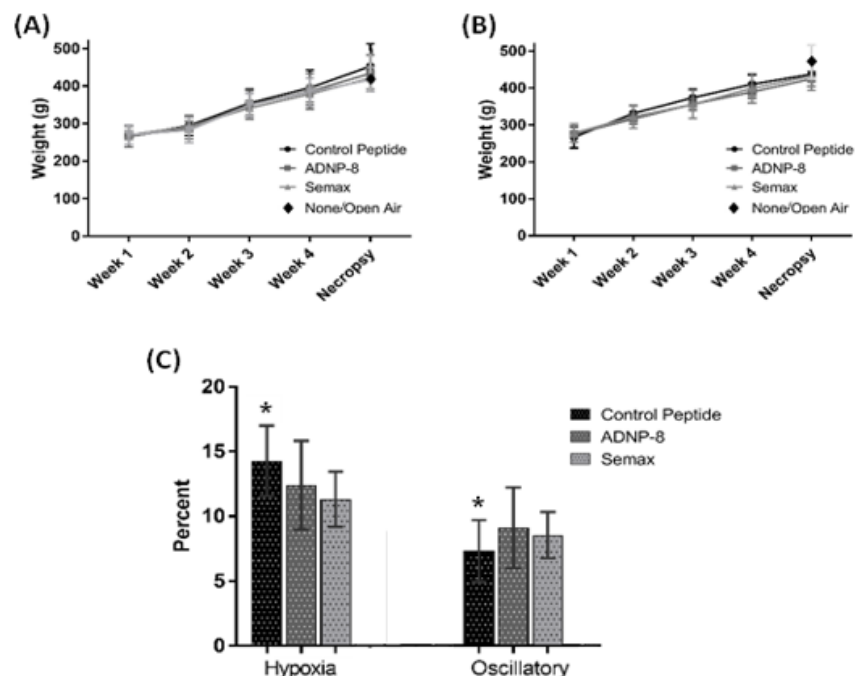 (A)
Weight (g)
500
400
300
200
100
0
Control Peptide
ADNP-8
Semax
None/Open Air
Week 1
Week 2
Week 3
Week 4
Necropsy
(B)
Weight (g)
500
400
300
200
100
0
Control Peptide
ADNP-8
Semax
None/Open Air
Week 1
Week 2
Week 3
Week 4
Necropsy
(C)
Percent
20
15
10
5
0
*
*
Control Peptide
ADNP-8
Semax
Hypoxia
Oscillatory